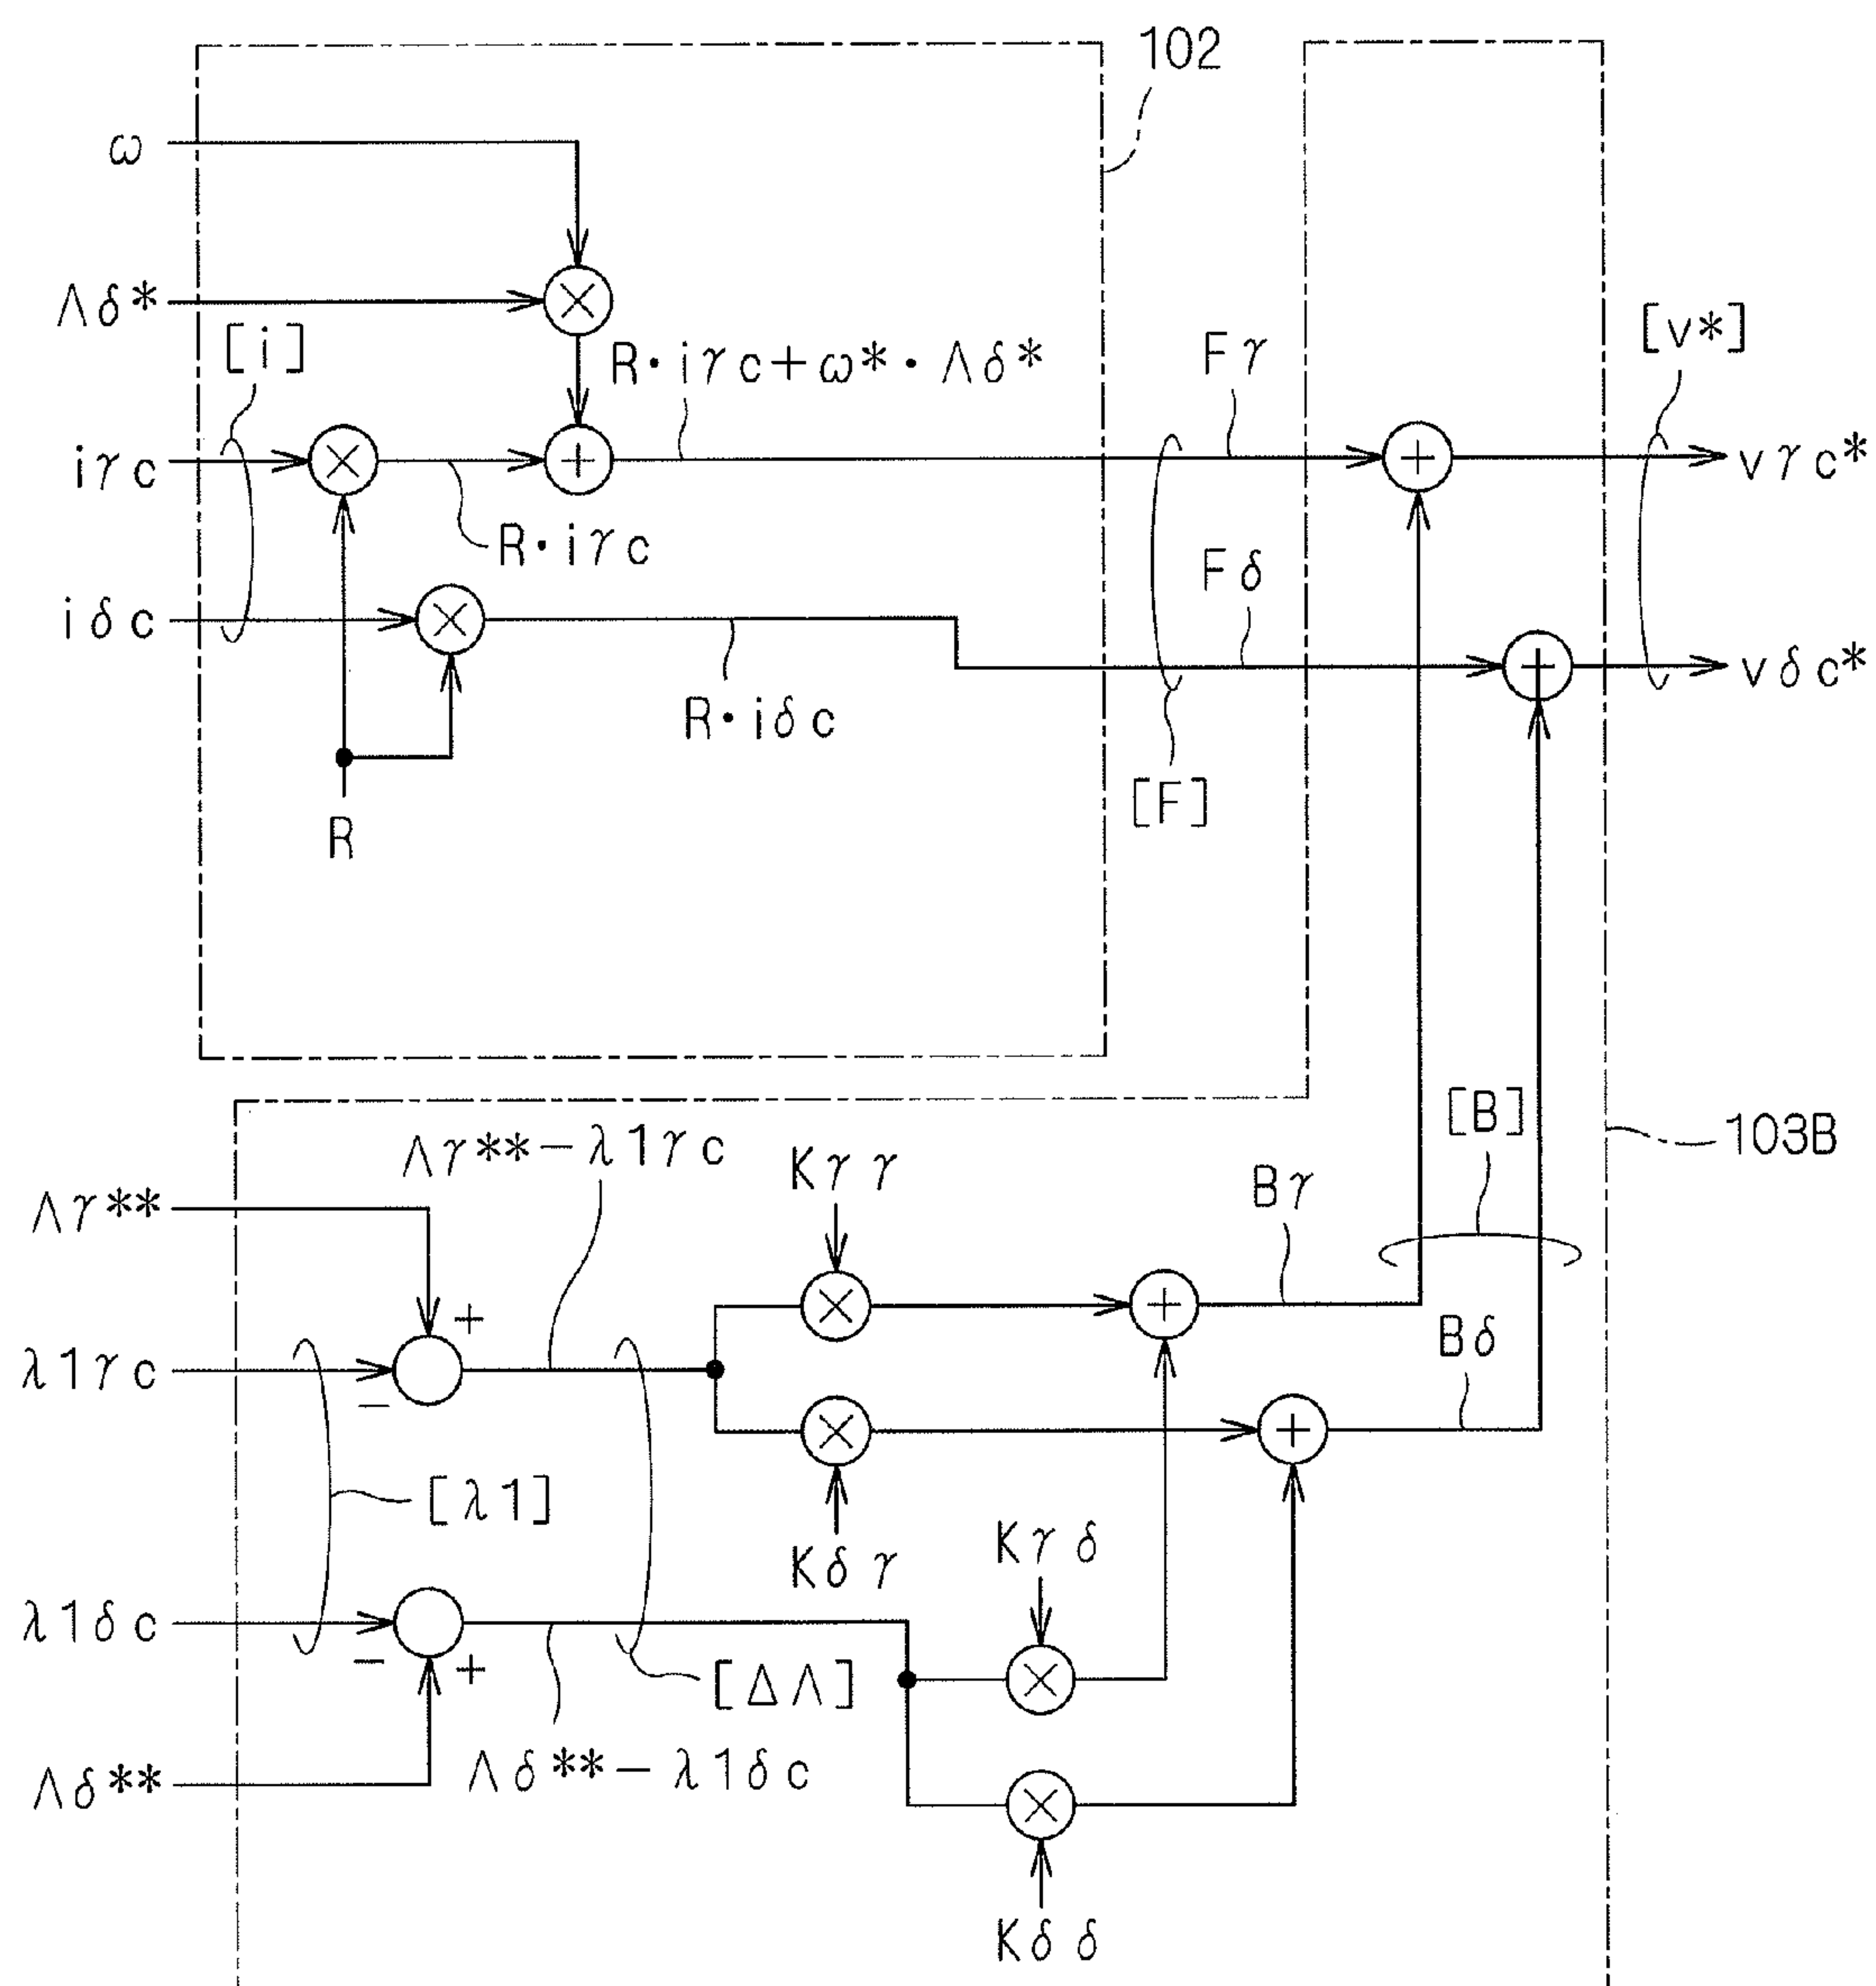 102
ω
Λδ*
[i]
R·iγc+ω*·Λδ*
Fγ
[v*]
iγc
vγc*
R·iγc
Fδ
iδc
vδc*
R·iδc
[F]
R
[B]
103B
Λγ**-λ1γc
Kγγ
Bγ
Λγ**
+
Bδ
λ1γc
-
[λ1]
Kδγ
Kγδ
λ1δc
-
+
[ΔΛ]
Λδ**
Λδ**-λ1δc
Kδδ